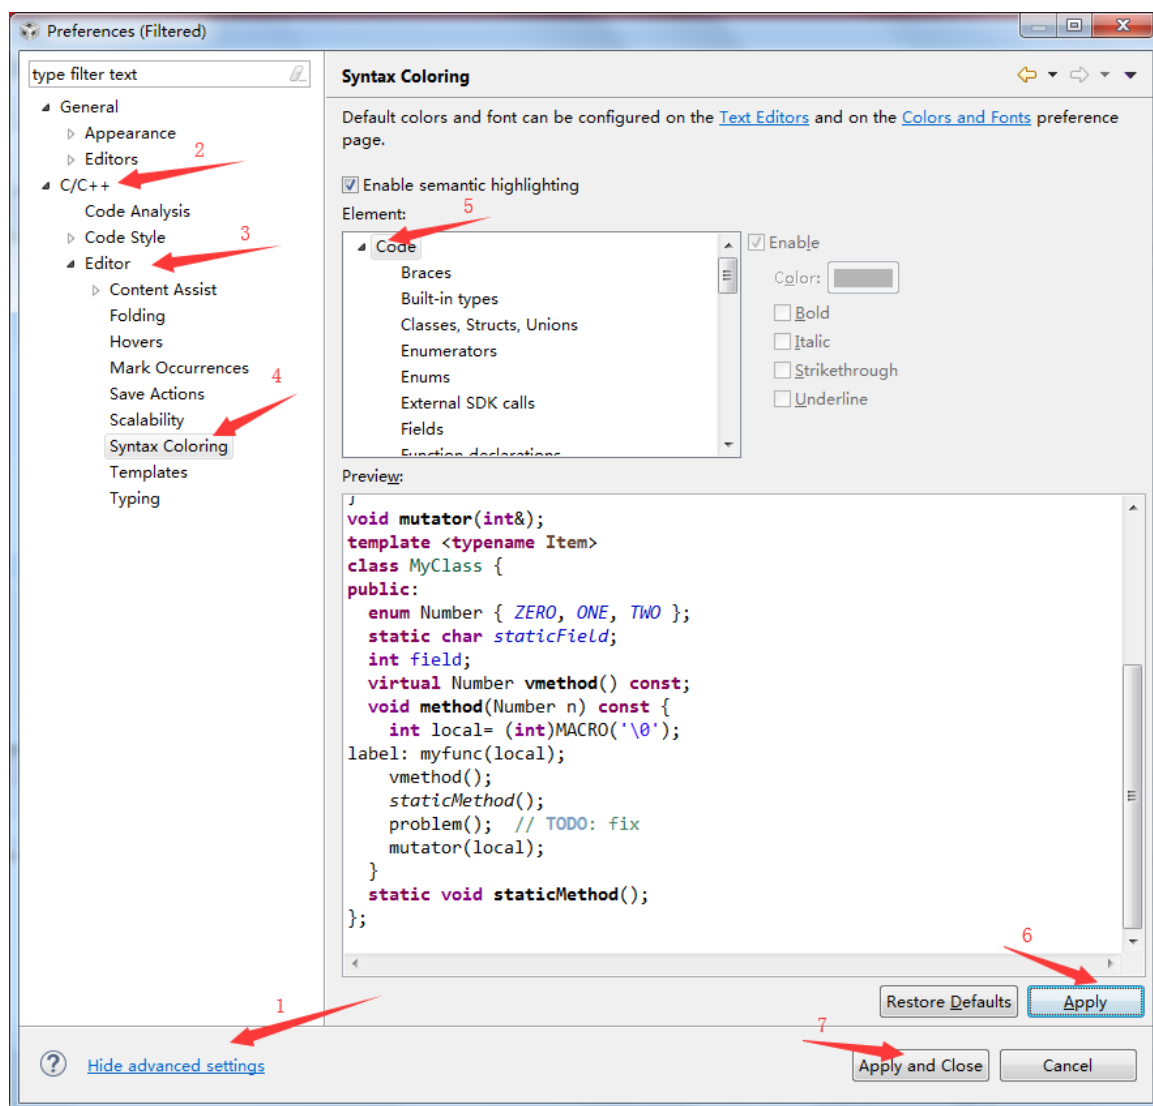 Preferences (Filtered)
type filter text
General
Appearance
Editors
2
C/C++
Code Analysis
Code Style
3
Editor
Content Assist
Folding
Hovers
Mark Occurrences
4
Save Actions
Scalability
Syntax Coloring
Templates
Typing
1
Hide advanced settings
Syntax Coloring
Default colors and font can be configured on the Text Editors and on the Colors and Fonts preference
page.
Enable semantic highlighting
5
Element:
Code
Braces
Built-in types
Classes, Structs, Unions
Enumerators
Enums
External SDK calls
Fields
Function declarations
Enable
Color:
Bold
Italic
Strikethrough
Underline
Preview:
}
void mutator(int&);
template <typename Item>
class MyClass {
public:
  enum Number { ZERO, ONE, TWO };
  static char staticField;
  int field;
  virtual Number vmethod() const;
  void method(Number n) const {
    int local= (int)MACRO('\0');
label: myfunc(local);
    vmethod();
    staticMethod();
    problem();  // TODO: fix
    mutator(local);
  }
  static void staticMethod();
};
6
Restore Defaults
Apply
7
Apply and Close
Cancel